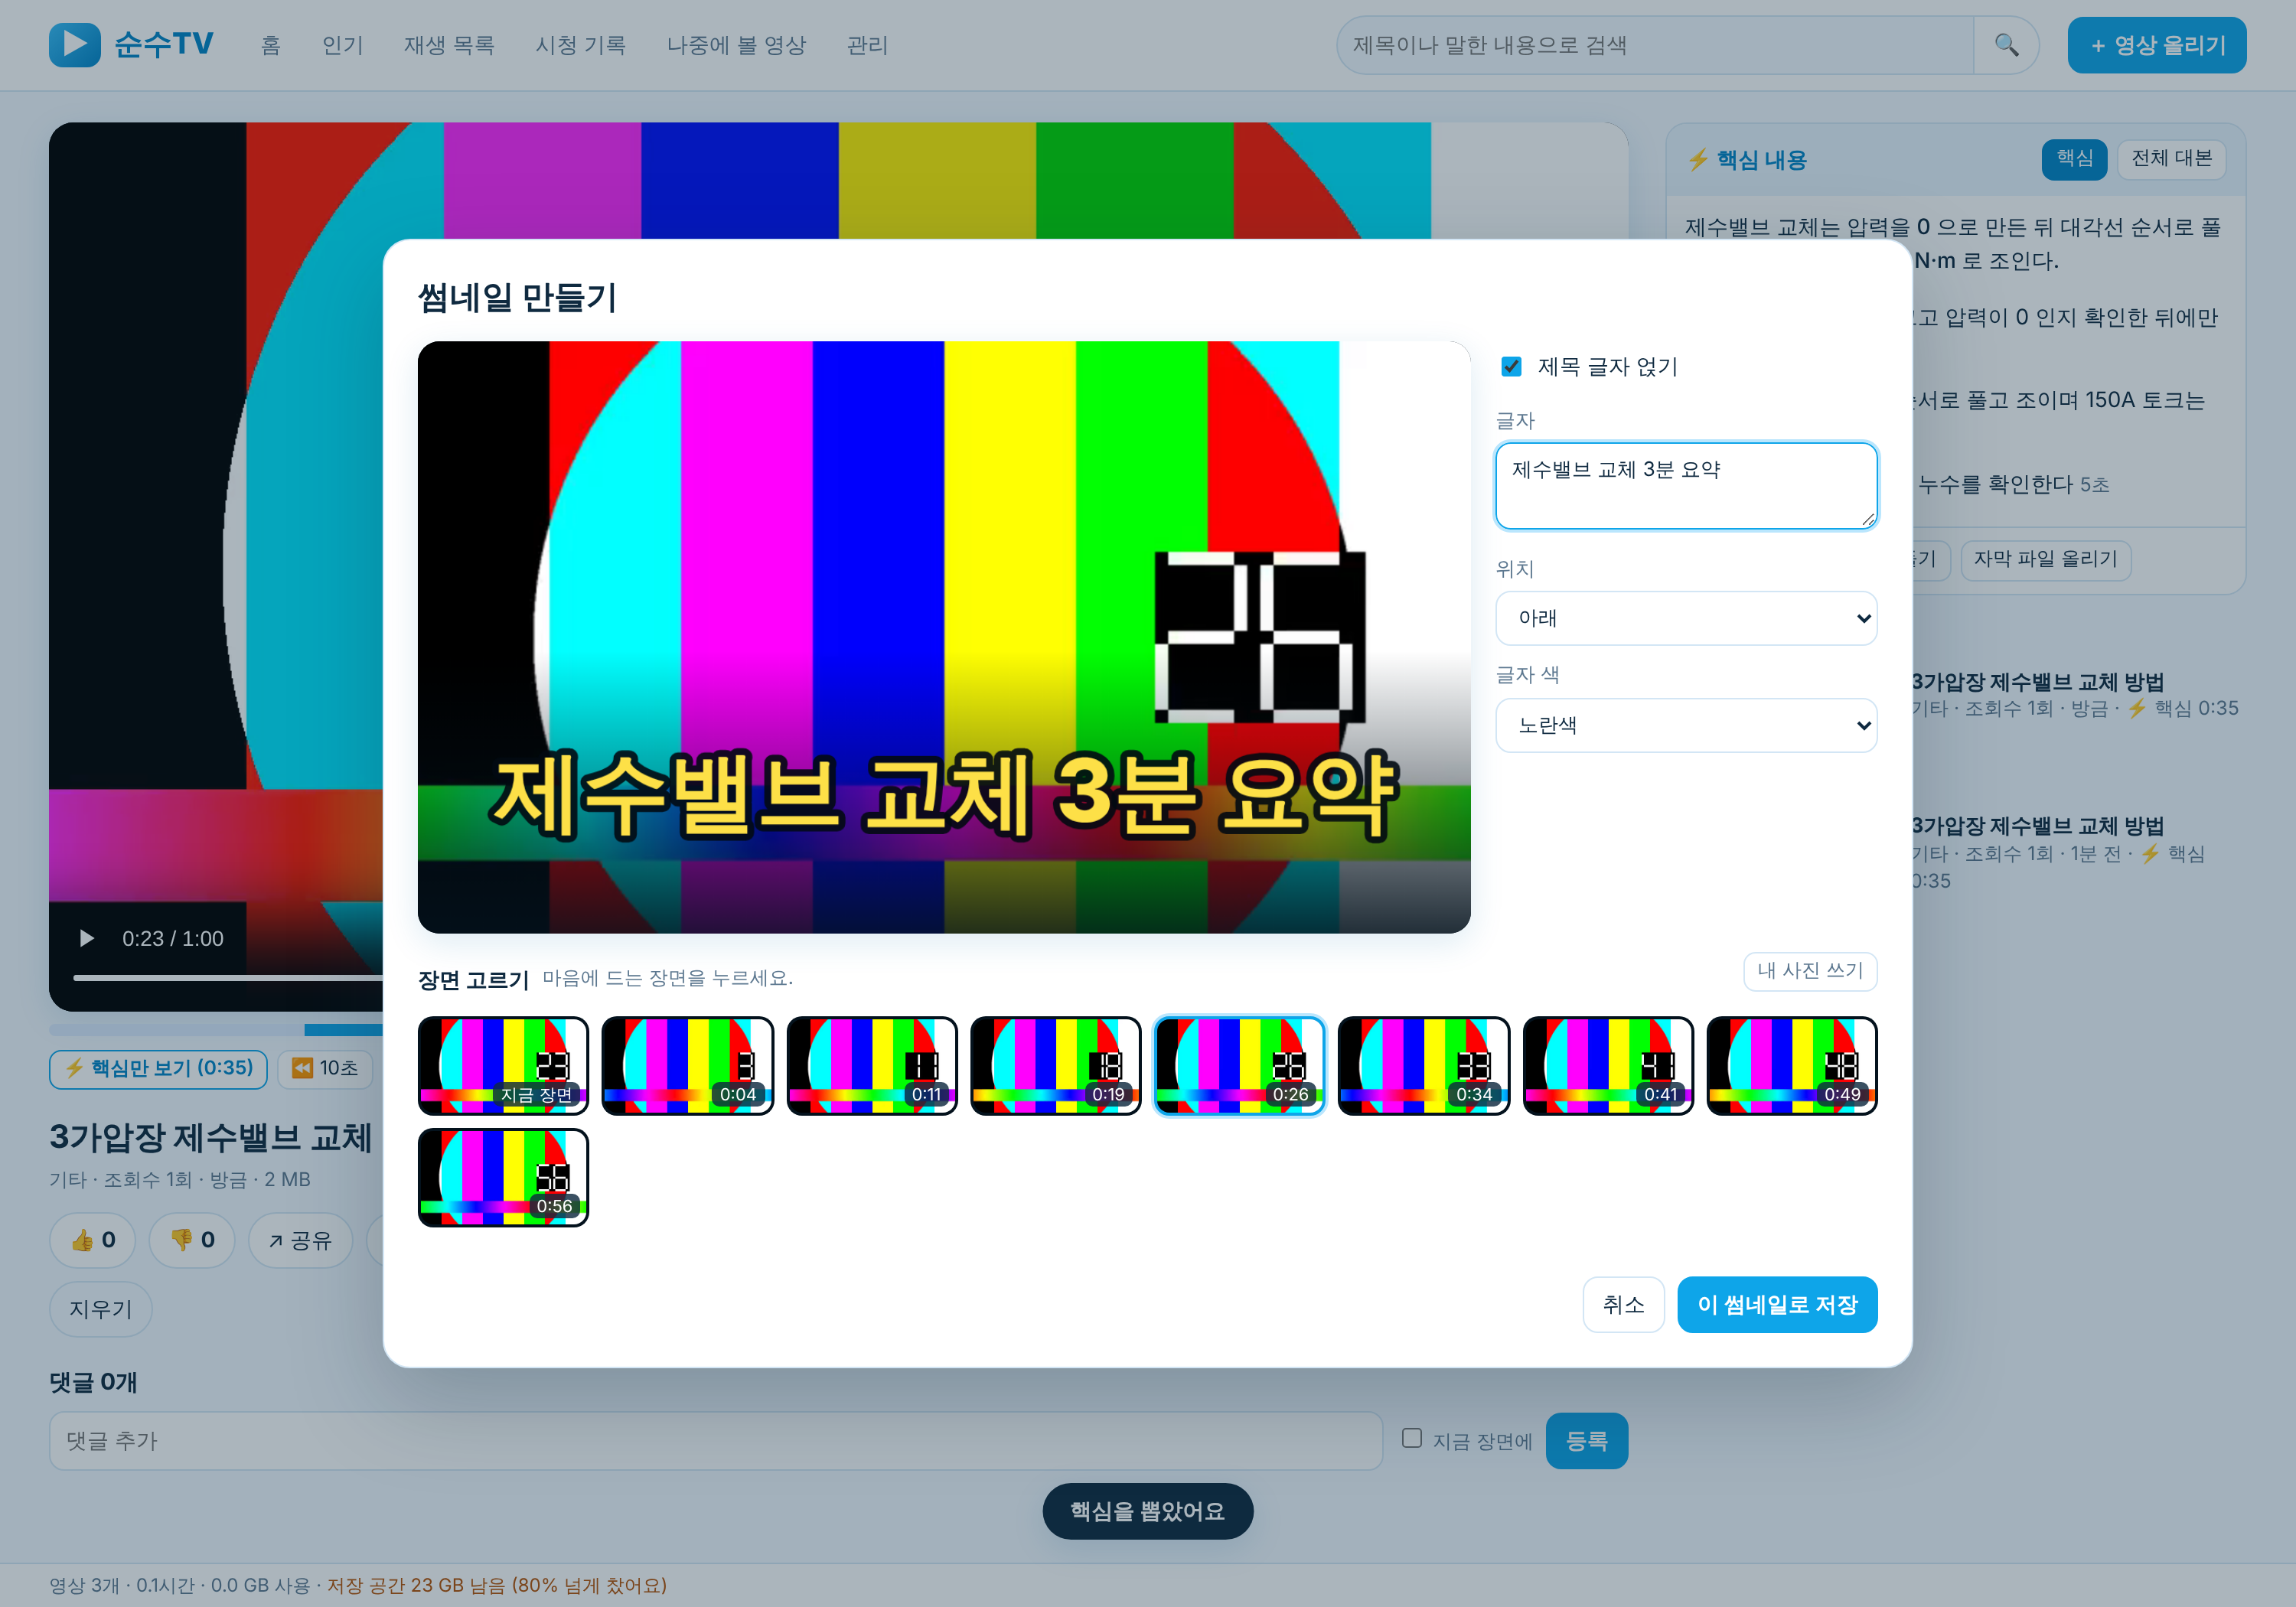 순수TV
홈
인기
재생 목록
시청 기록
나중에 볼 영상
관리
제목이나 말한 내용으로 검색
+ 영상 올리기
⚡ 핵심 내용
핵심
전체 대본
제수밸브 교체는 압력을 0 으로 만든 뒤 대각선 순서로 풀
N·m 로 조인다.
고 압력이 0 인지 확인한 뒤에만
서로 풀고 조이며 150A 토크는
누수를 확인한다 5초
기
자막 파일 올리기
썸네일 만들기
26
제수밸브 교체 3분 요약
제목 글자 얹기
글자
제수밸브 교체 3분 요약
위치
아래
글자 색
노란색
장면 고르기
마음에 드는 장면을 누르세요.
내 사진 쓰기
지금 장면
0:04
0:11
0:19
0:26
0:34
0:41
0:49
0:56
취소
이 썸네일로 저장
0:23 / 1:00
⚡ 핵심만 보기 (0:35)
⏪ 10초
3가압장 제수밸브 교체
기타 · 조회수 1회 · 방금 · 2 MB
👍 0
👎 0
↗ 공유
지우기
3가압장 제수밸브 교체 방법
기타 · 조회수 1회 · 방금 · ⚡ 핵심 0:35
3가압장 제수밸브 교체 방법
기타 · 조회수 1회 · 1분 전 · ⚡ 핵심
0:35
댓글 0개
댓글 추가
지금 장면에
등록
핵심을 뽑았어요
영상 3개 · 0.1시간 · 0.0 GB 사용 · 저장 공간 23 GB 남음 (80% 넘게 찼어요)